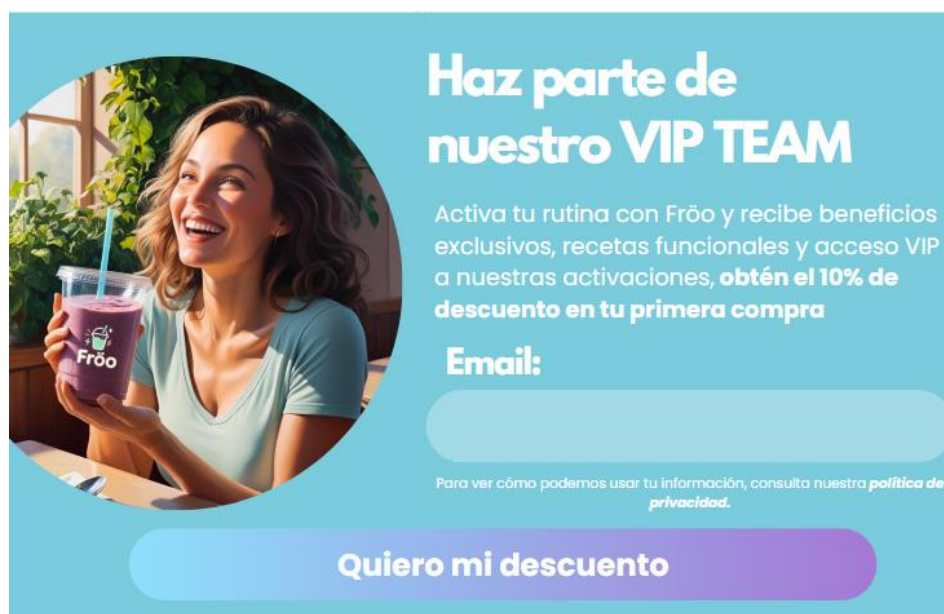 Haz parte de
nuestro VIP TEAM
Activa tu rutina con Fröo y recibe beneficios
exclusivos, recetas funcionales y acceso VIP
a nuestras activaciones, obtén el 10% de
descuento en tu primera compra
Fröo
Email:
Para ver cómo podemos usar tu información, consulta nuestra política de
privacidad.
Quiero mi descuento